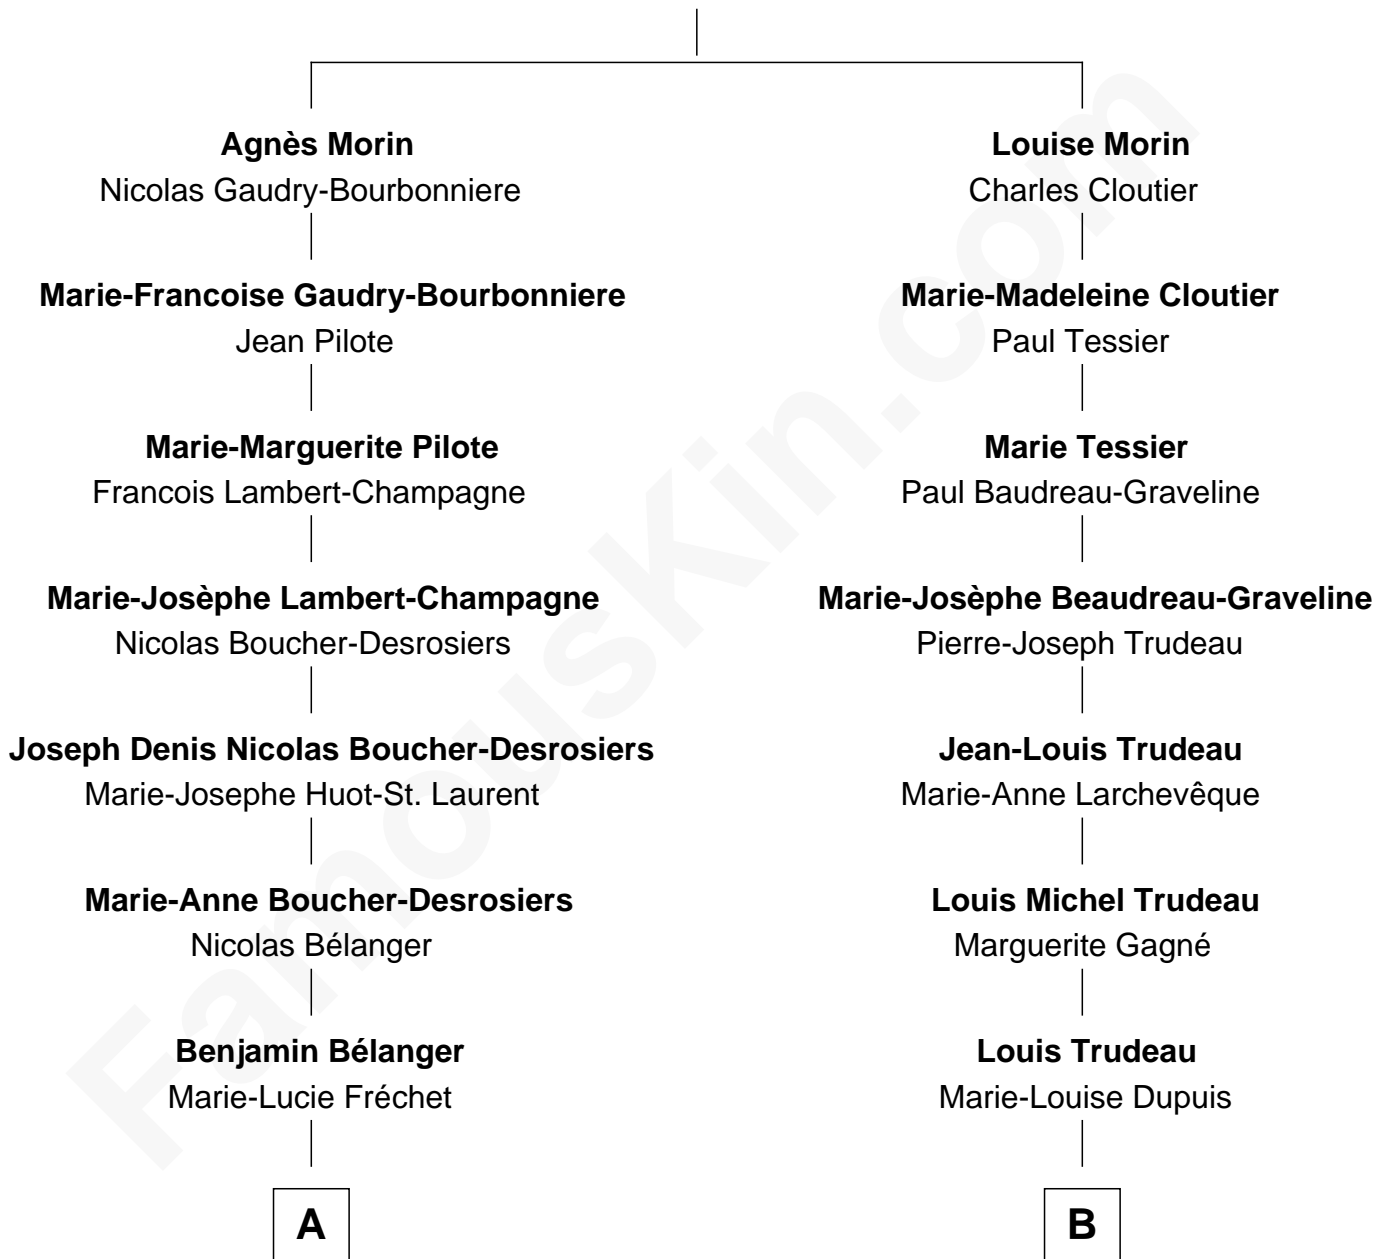 Agnès Morin
Nicolas Gaudry-Bourbonniere
Marie-Francoise Gaudry-Bourbonniere
Jean Pilote
Marie-Marguerite Pilote
Francois Lambert-Champagne
Marie-Josèphe Lambert-Champagne
Nicolas Boucher-Desrosiers
Joseph Denis Nicolas Boucher-Desrosiers
Marie-Josephe Huot-St. Laurent
Marie-Anne Boucher-Desrosiers
Nicolas Bélanger
Benjamin Bélanger
Marie-Lucie Fréchet
A
Louise Morin
Charles Cloutier
Marie-Madeleine Cloutier
Paul Tessier
Marie Tessier
Paul Baudreau-Graveline
Marie-Josèphe Beaudreau-Graveline
Pierre-Joseph Trudeau
Jean-Louis Trudeau
Marie-Anne Larchevêque
Louis Michel Trudeau
Marguerite Gagné
Louis Trudeau
Marie-Louise Dupuis
B
FamousKin.com